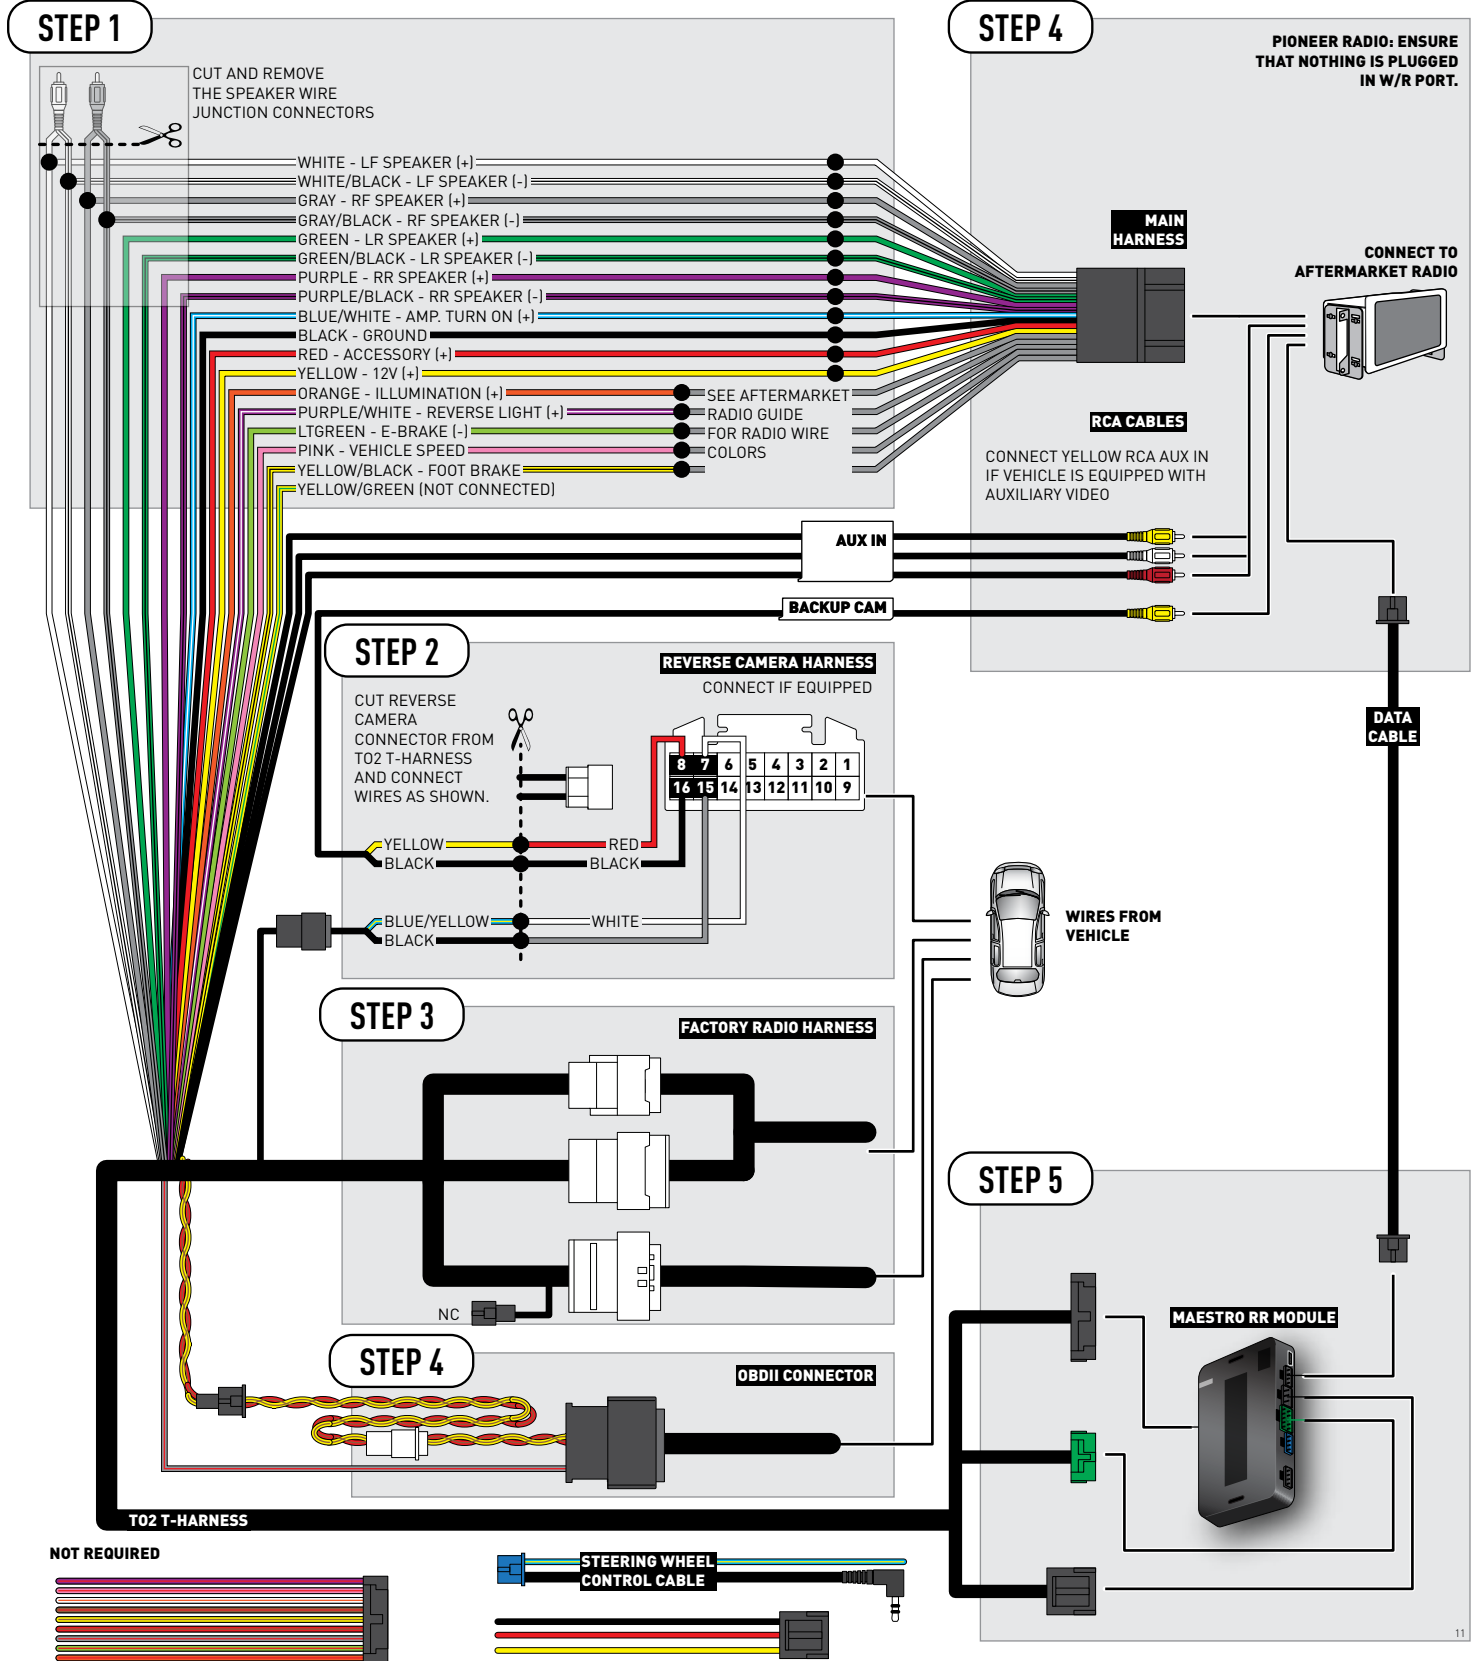 STEP 1
CUT AND REMOVE
THE SPEAKER WIRE
JUNCTION CONNECTORS
WHITE - LF SPEAKER (+)
WHITE/BLACK - LF SPEAKER (-)
GRAY - RF SPEAKER (+)
GRAY/BLACK - RF SPEAKER (-)
GREEN - LR SPEAKER (+)
GREEN/BLACK - LR SPEAKER (-)
PURPLE - RR SPEAKER (+)
PURPLE/BLACK - RR SPEAKER (-)
BLUE/WHITE - AMP. TURN ON (+)
BLACK - GROUND
RED - ACCESSORY (+)
YELLOW - 12V (+)
ORANGE - ILLUMINATION (+)
PURPLE/WHITE - REVERSE LIGHT (+)
LTGREEN - E-BRAKE (-)
PINK - VEHICLE SPEED
YELLOW/BLACK - FOOT BRAKE
YELLOW/GREEN (NOT CONNECTED)
SEE AFTERMARKET
RADIO GUIDE
FOR RADIO WIRE
COLORS
STEP 4
PIONEER RADIO: ENSURE
THAT NOTHING IS PLUGGED
IN W/R PORT.
MAIN
HARNESS
CONNECT TO
AFTERMARKET RADIO
RCA CABLES
CONNECT YELLOW RCA AUX IN
IF VEHICLE IS EQUIPPED WITH
AUXILIARY VIDEO
AUX IN
BACKUP CAM
DATA
CABLE
STEP 2
REVERSE CAMERA HARNESS
CONNECT IF EQUIPPED
CUT REVERSE
CAMERA
CONNECTOR FROM
TO2 T-HARNESS
AND CONNECT
WIRES AS SHOWN.
8 7 6 5 4 3 2 1
16 15 14 13 12 11 10 9
YELLOW
RED
BLACK
BLACK
BLUE/YELLOW
WHITE
BLACK
WIRES FROM
VEHICLE
STEP 3
FACTORY RADIO HARNESS
NC
STEP 4
OBDII CONNECTOR
STEP 5
MAESTRO RR MODULE
TO2 T-HARNESS
NOT REQUIRED
STEERING WHEEL
CONTROL CABLE
11